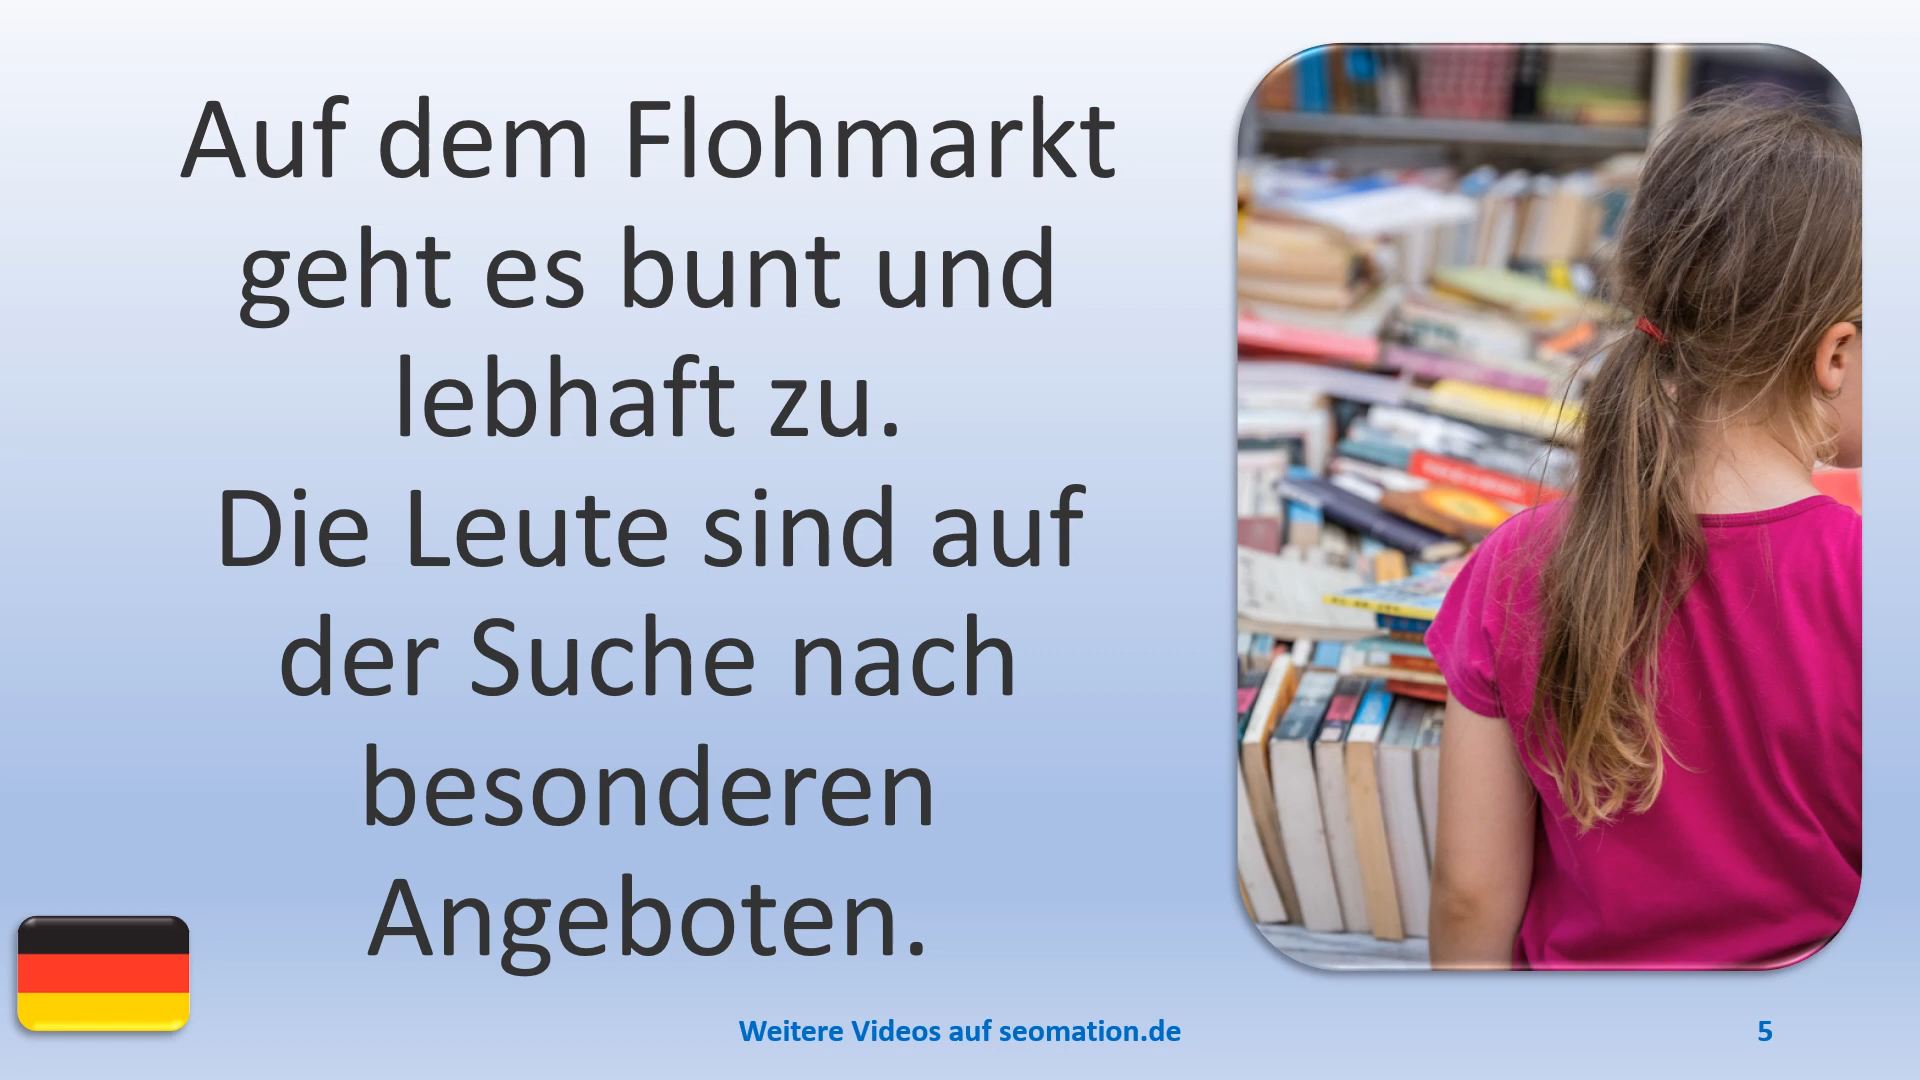 Auf dem Flohmarkt
geht es bunt und
lebhaft zu.
Die Leute sind auf
der Suche nach
besonderen
Angeboten.
Weitere Videos auf seomation.de
5